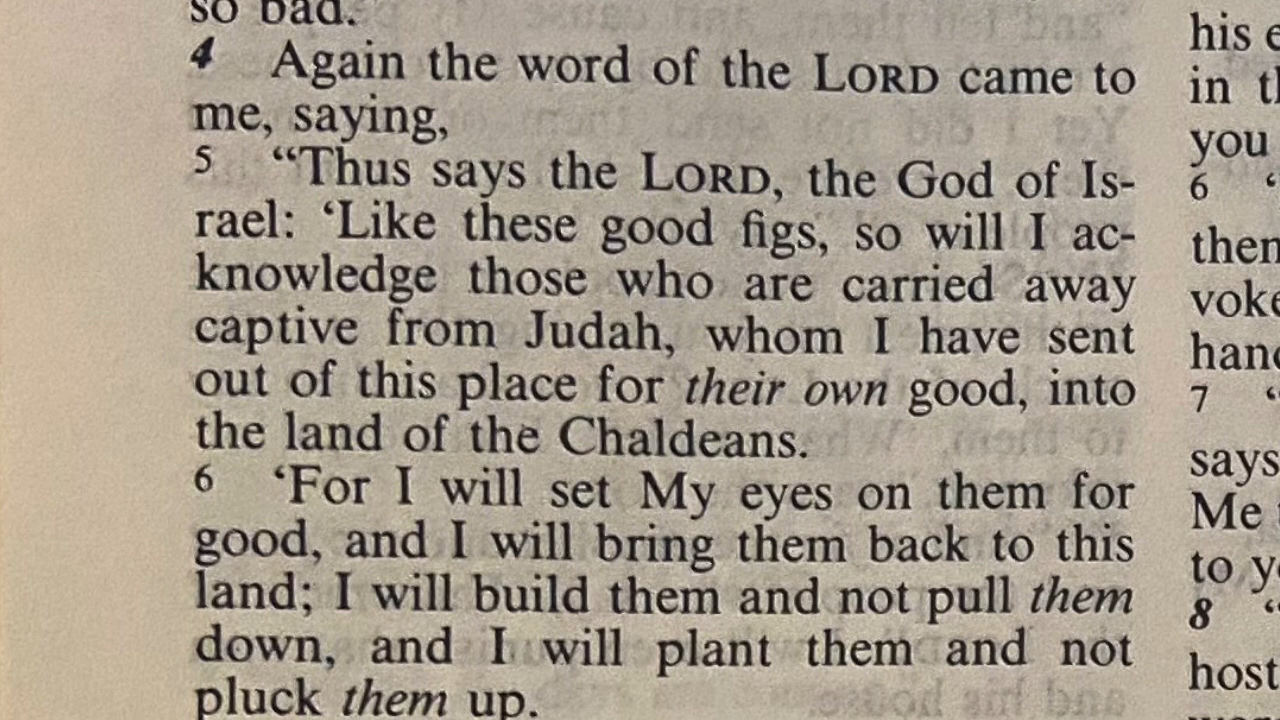 so bad.
4 Again the word of the LORD came to
me, saying,
5 “Thus says the LORD, the God of Is-
rael: ‘Like these good figs, so will I ac-
knowledge those who are carried away
captive from Judah, whom I have sent
out of this place for their own good, into
the land of the Chaldeans.
6 ‘For I will set My eyes on them for
good, and I will bring them back to this
land; I will build them and not pull them
down, and I will plant them and not
pluck them up.
his
in
you
6 ‘
7 ‘
says
Me
to
8 ‘
host